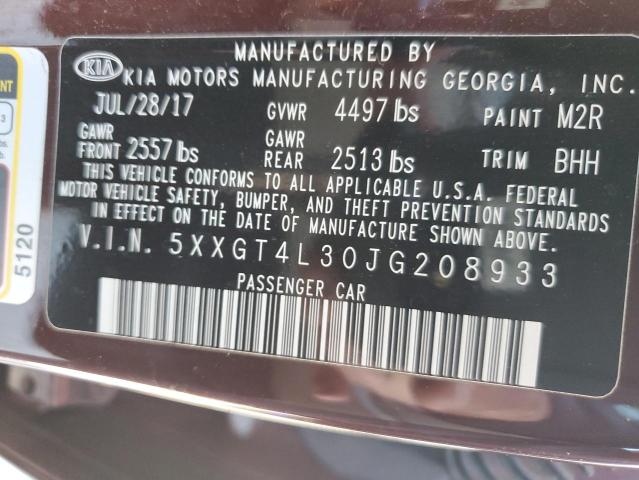 MANUFACTURED BY
KIA KIA MOTORS MANUFACTURING GEORGIA, INC.
JUL/28/17 GVWR 4497 lbs PAINT M2R
GAWR FRONT 2557 lbs GAWR REAR 2513 lbs TRIM BHH
THIS VEHICLE CONFORMS TO ALL APPLICABLE U.S.A. FEDERAL
MOTOR VEHICLE SAFETY, BUMPER, AND THEFT PREVENTION STANDARDS
IN EFFECT ON THE DATE OF MANUFACTURE SHOWN ABOVE.
V.I.N. 5XXGT4L30JG208933
PASSENGER CAR
5120